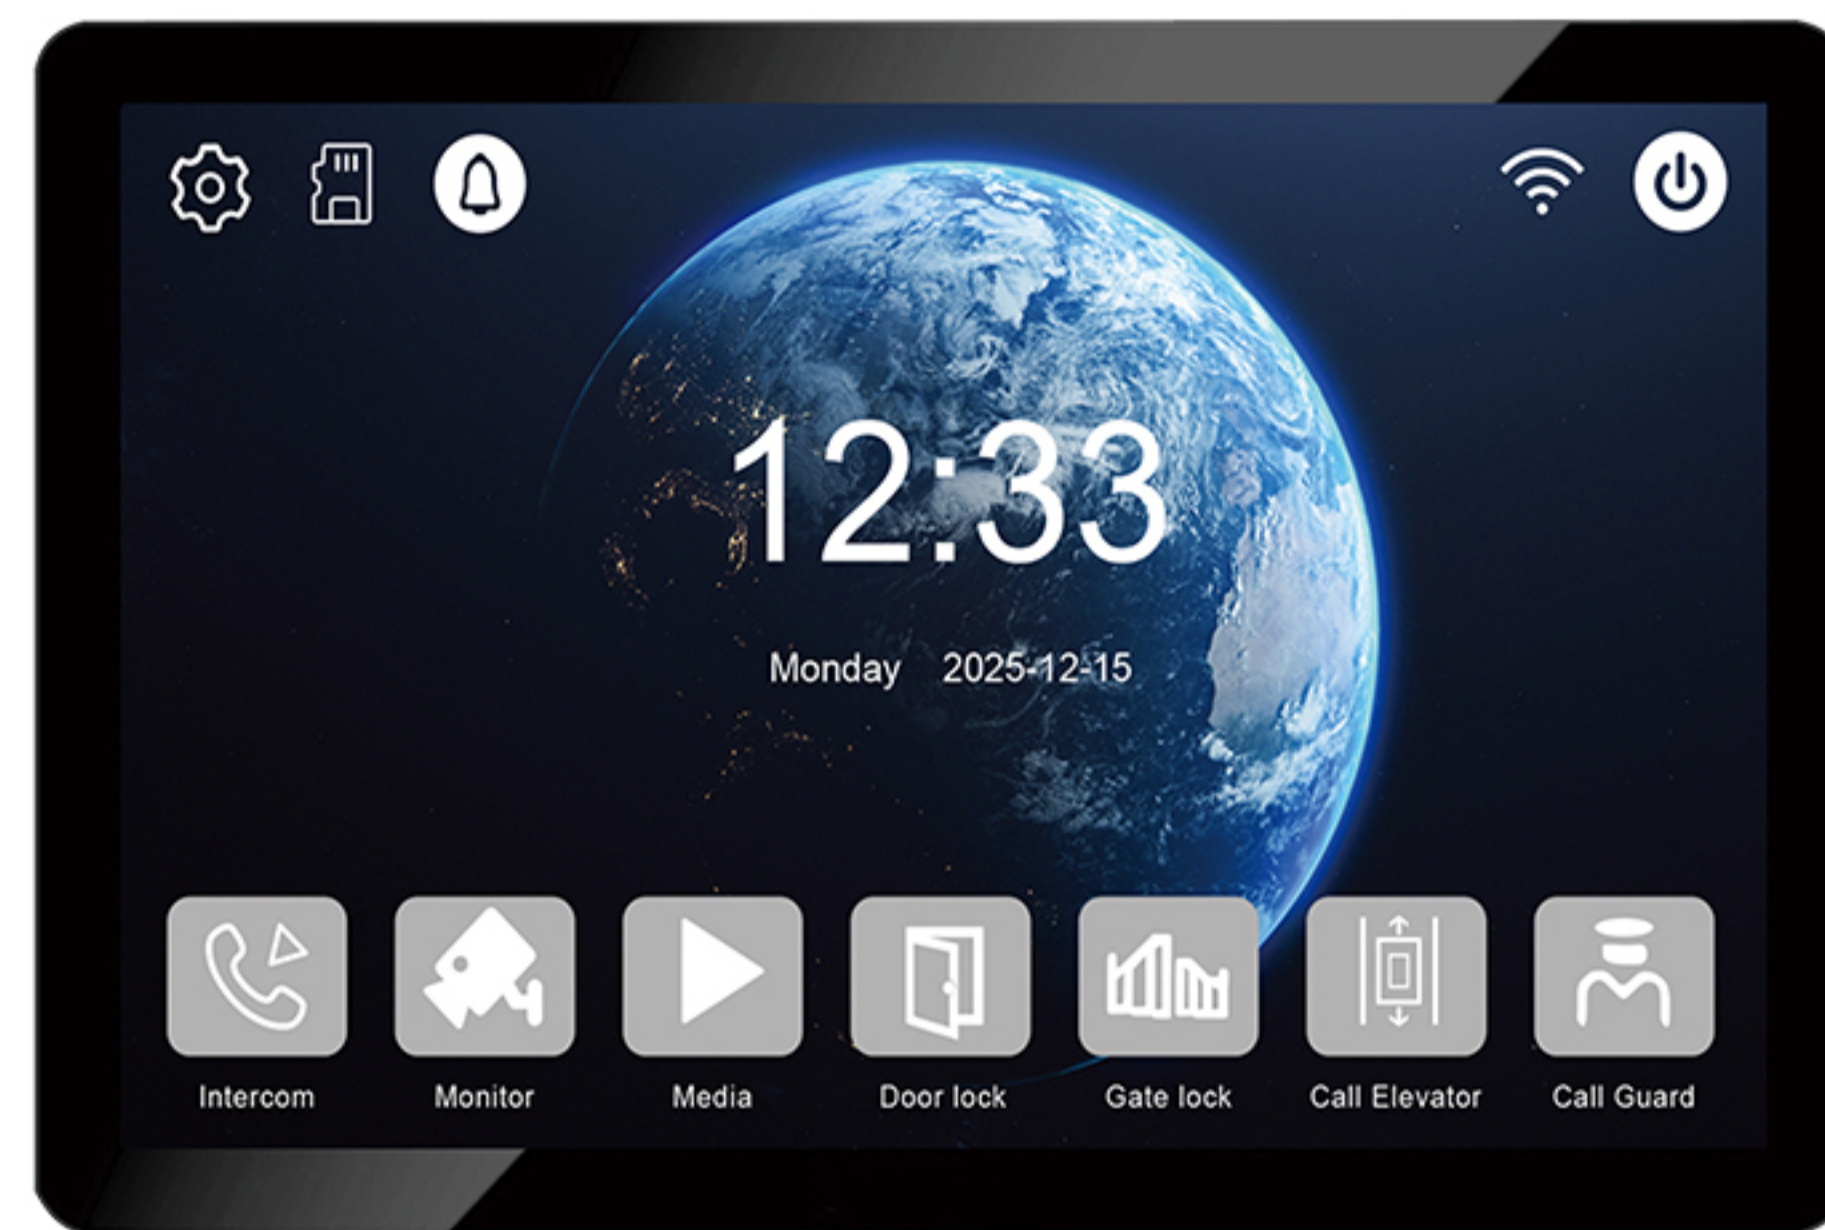 12:33
Monday 2025-12-15
Intercom Monitor Media Door lock Gate lock Call Elevator Call Guard